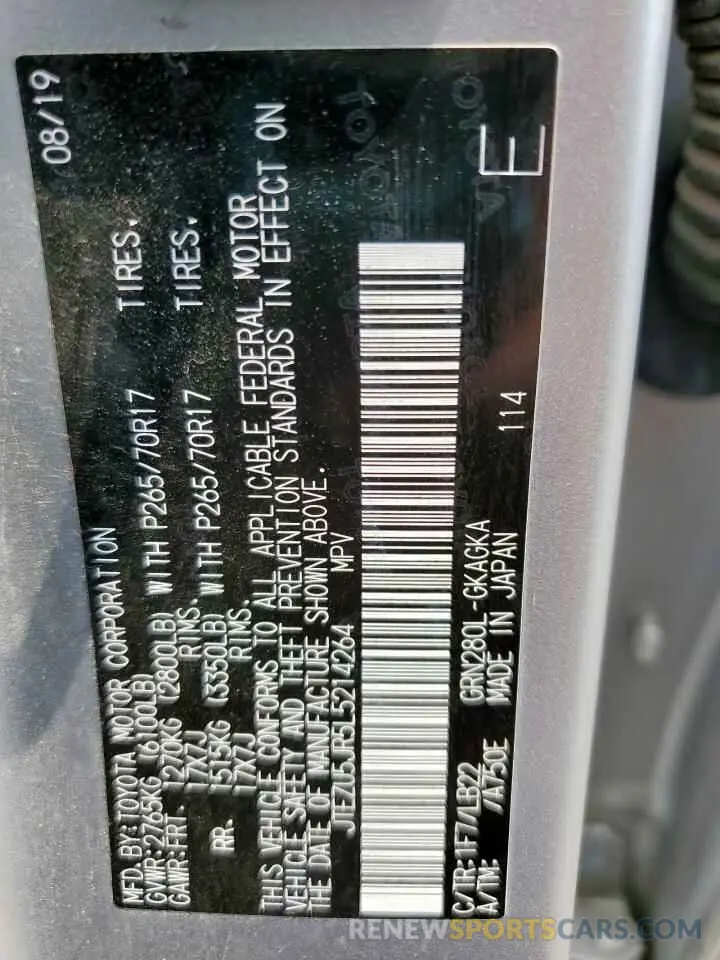 MFD. BY: TOYOTA MOTOR CORPORATION 08/19
GVWR: 2765KG (6100LB)
GAWR: FRT 1270KG (2800LB) WITH P265/70R17 TIRES.
17X7J RIMS.
RR. 1515KG (3350LB) WITH P265/70R17 TIRES.
17X7J RIMS.
THIS VEHICLE CONFORMS TO ALL APPLICABLE FEDERAL MOTOR
VEHICLE SAFETY AND THEFT PREVENTION STANDARDS IN EFFECT ON
THE DATE OF MANUFACTURE SHOWN ABOVE.
JTEZU5JR5L5214264 MPV
C/TR: 1F7/LB22 GRN280L-GKAGKA
A/TM: /A750E MADE IN JAPAN 114
E
TOYOTA
TOYOTA
RENEWSPORTSCARS.COM